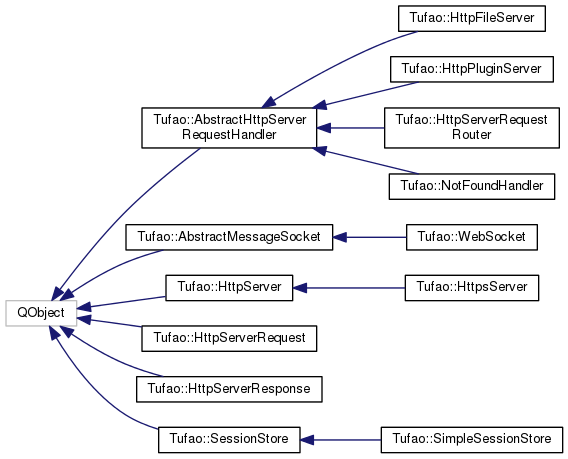 Tufao::HttpFileServer
Tufao::HttpPluginServer
Tufao::AbstractHttpServer
RequestHandler
Tufao::HttpServerRequest
Router
Tufao::NotFoundHandler
Tufao::AbstractMessageSocket
Tufao::WebSocket
Tufao::HttpServer
Tufao::HttpsServer
QObject
Tufao::HttpServerRequest
Tufao::HttpServerResponse
Tufao::SessionStore
Tufao::SimpleSessionStore